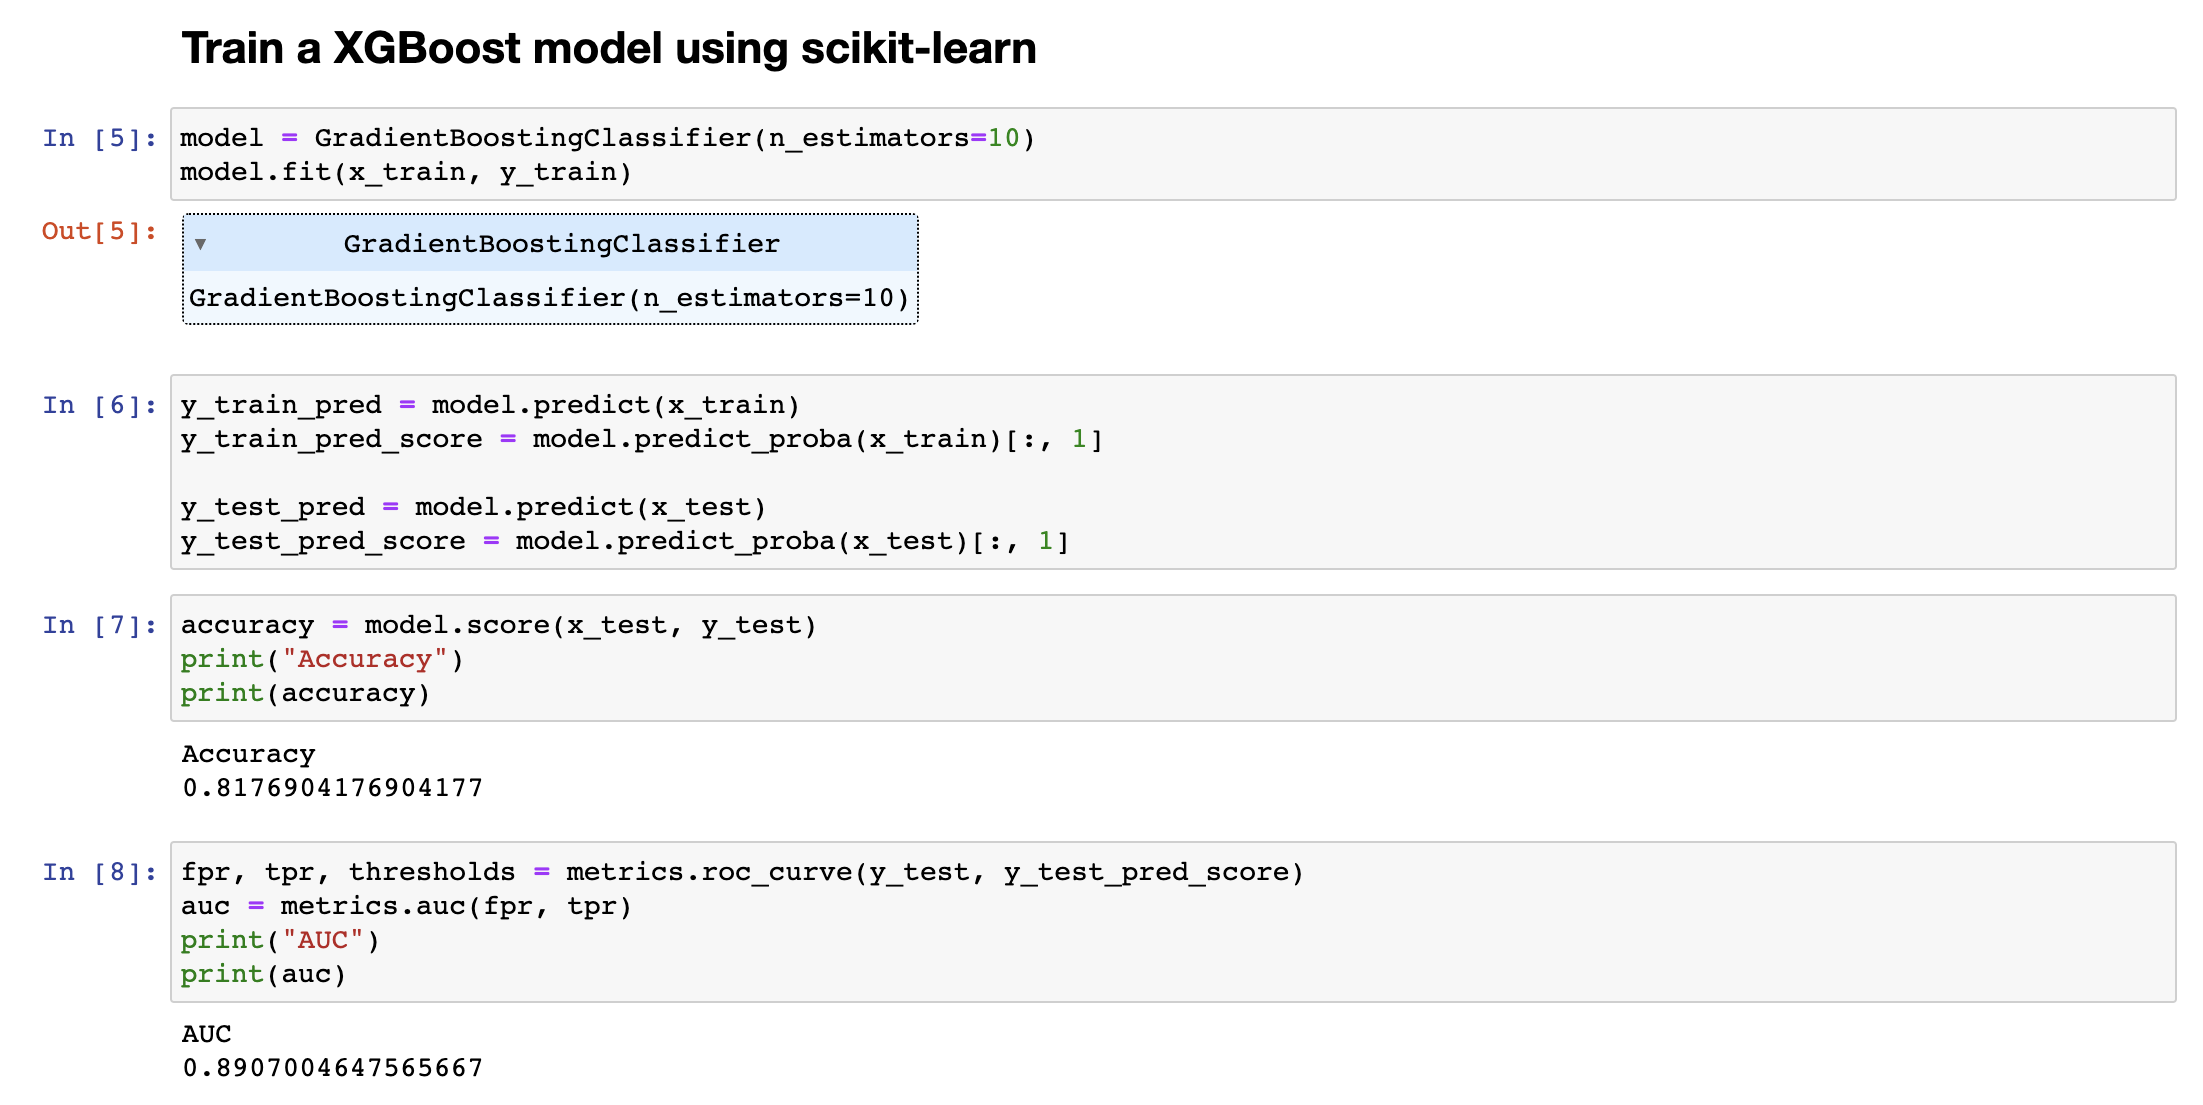 Train a XGBoost model using scikit-learn
In [5]: model = GradientBoostingClassifier(n_estimators=10)
model.fit(x_train, y_train)
Out[5]: ▼ GradientBoostingClassifier
GradientBoostingClassifier(n_estimators=10)
In [6]: y_train_pred = model.predict(x_train)
y_train_pred_score = model.predict_proba(x_train)[:, 1]
y_test_pred = model.predict(x_test)
y_test_pred_score = model.predict_proba(x_test)[:, 1]
In [7]: accuracy = model.score(x_test, y_test)
print("Accuracy")
print(accuracy)
Accuracy
0.8176904176904177
In [8]: fpr, tpr, thresholds = metrics.roc_curve(y_test, y_test_pred_score)
auc = metrics.auc(fpr, tpr)
print("AUC")
print(auc)
AUC
0.8907004647565667